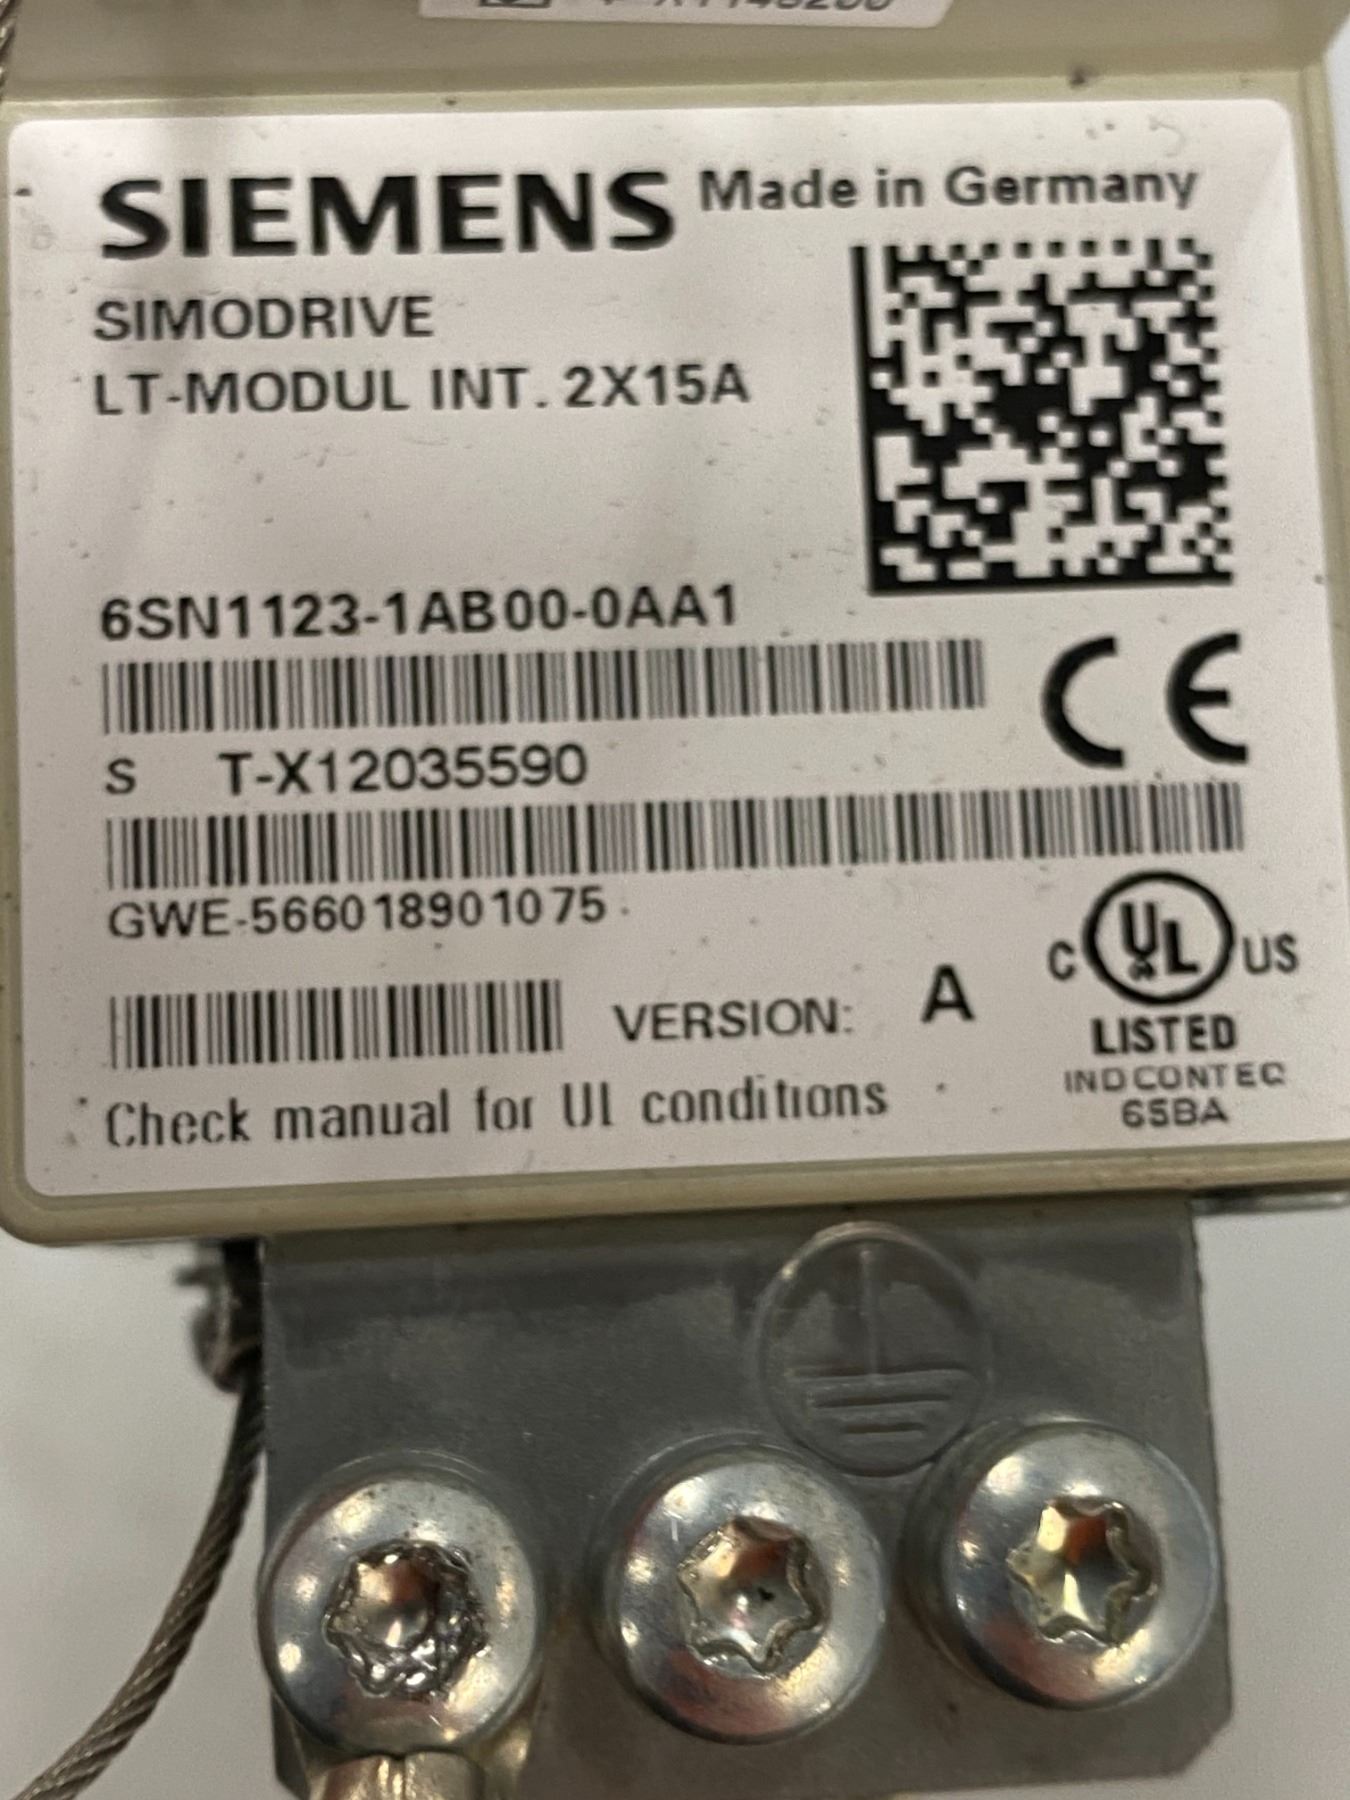 SIEMENS Made in Germany
SIMODRIVE
LT-MODUL INT. 2X15A
6SN1123-1AB00-0AA1
S T-X12035590
GWE-566018901075
VERSION: A
C UL US
LISTED
IND CONT EQ
65BA
Check manual for UL conditions